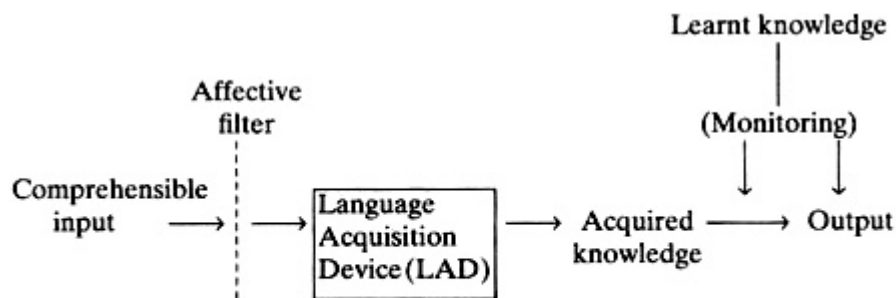 Learnt knowledge
Affective
filter
(Monitoring)
Comprehensible
input
Language
Acquisition
Device (LAD)
Acquired
knowledge
Output